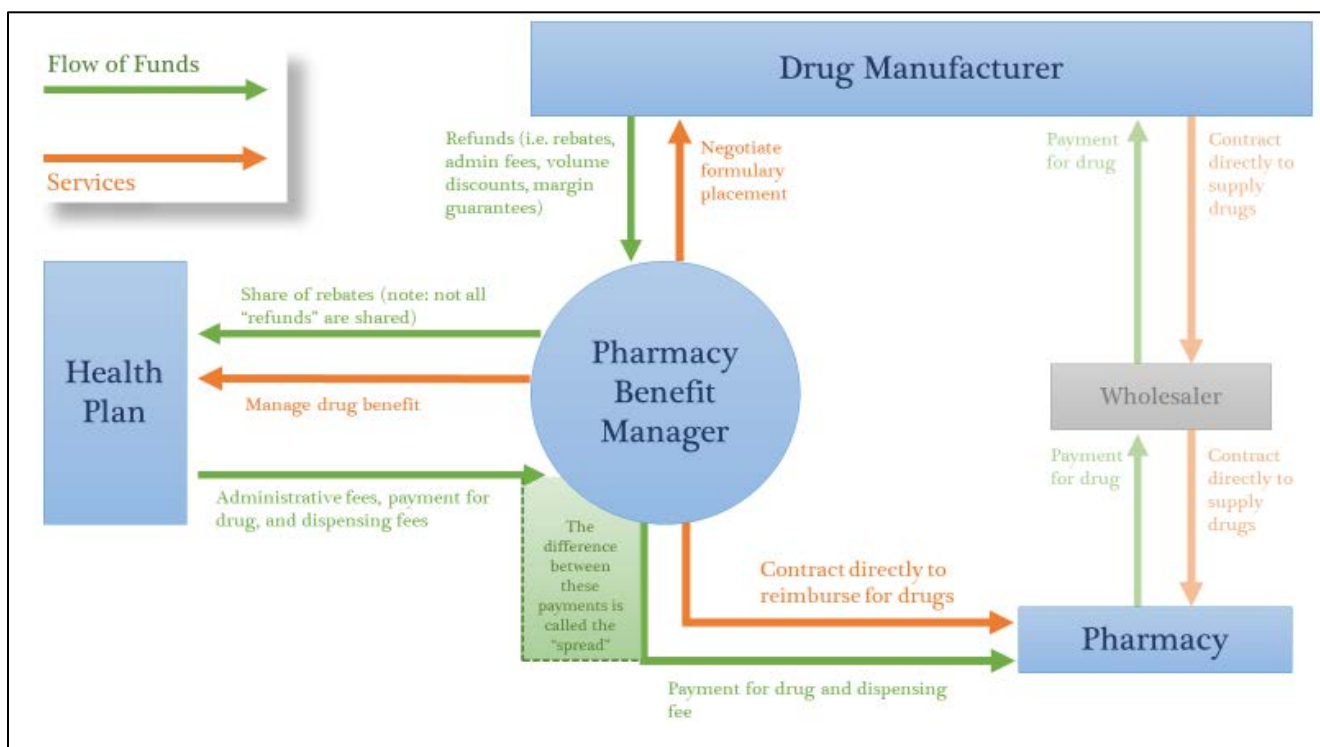 Flow of Funds
Services
Drug Manufacturer
Refunds (i.e. rebates,
admin fees, volume
discounts, margin
guarantees)
Negotiate
formulary
placement
Payment
for drug
Contract
directly to
supply
drugs
Health
Plan
Share of rebates (note: not all
“refunds” are shared)
Manage drug benefit
Administrative fees, payment for
drug, and dispensing fees
Pharmacy
Benefit
Manager
The
difference
between
these
payments is
called the
“spread”
Wholesaler
Payment
for drug
Contract
directly to
supply
drugs
Contract directly to
reimburse for drugs
Pharmacy
Payment for drug and dispensing
fee